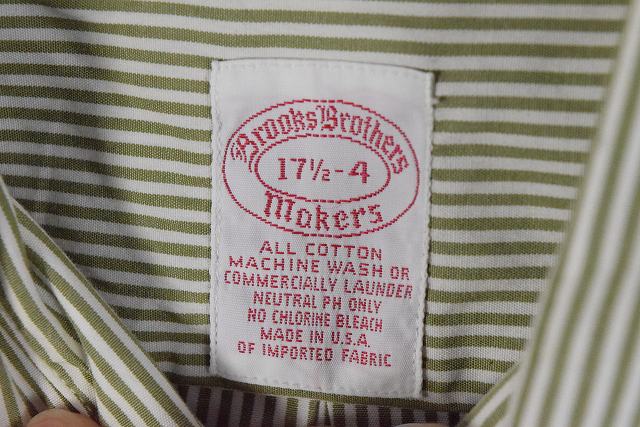 Brooks Brothers
17½-4
Makers
ALL COTTON
MACHINE WASH OR
COMMERCIALLY LAUNDER
NEUTRAL PH ONLY
NO CHLORINE BLEACH
MADE IN U.S.A.
OF IMPORTED FABRIC